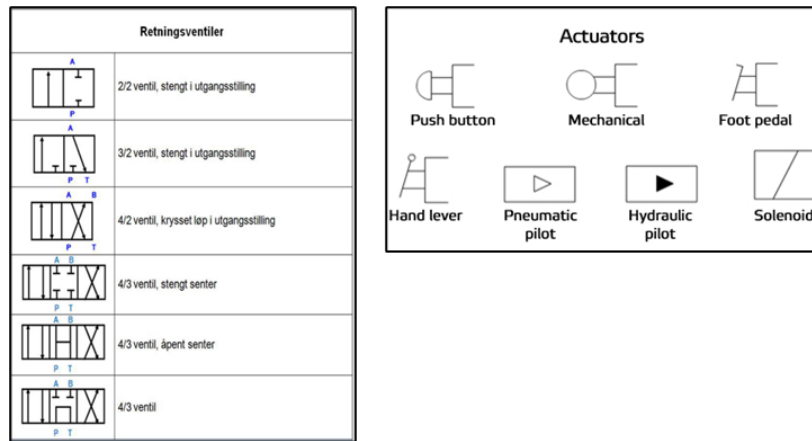 Retningsventiler
A
2/2 ventil, stengt i utgangsstilling
P
A
3/2 ventil, stengt i utgangsstilling
P T
A B
4/2 ventil, krysset løp i utgangsstilling
P T
A B
4/3 ventil, stengt senter
P T
A B
4/3 ventil, åpent senter
P T
A B
4/3 ventil
P T
Actuators
Push button
Mechanical
Foot pedal
Hand lever
Pneumatic
pilot
Hydraulic
pilot
Solenoid